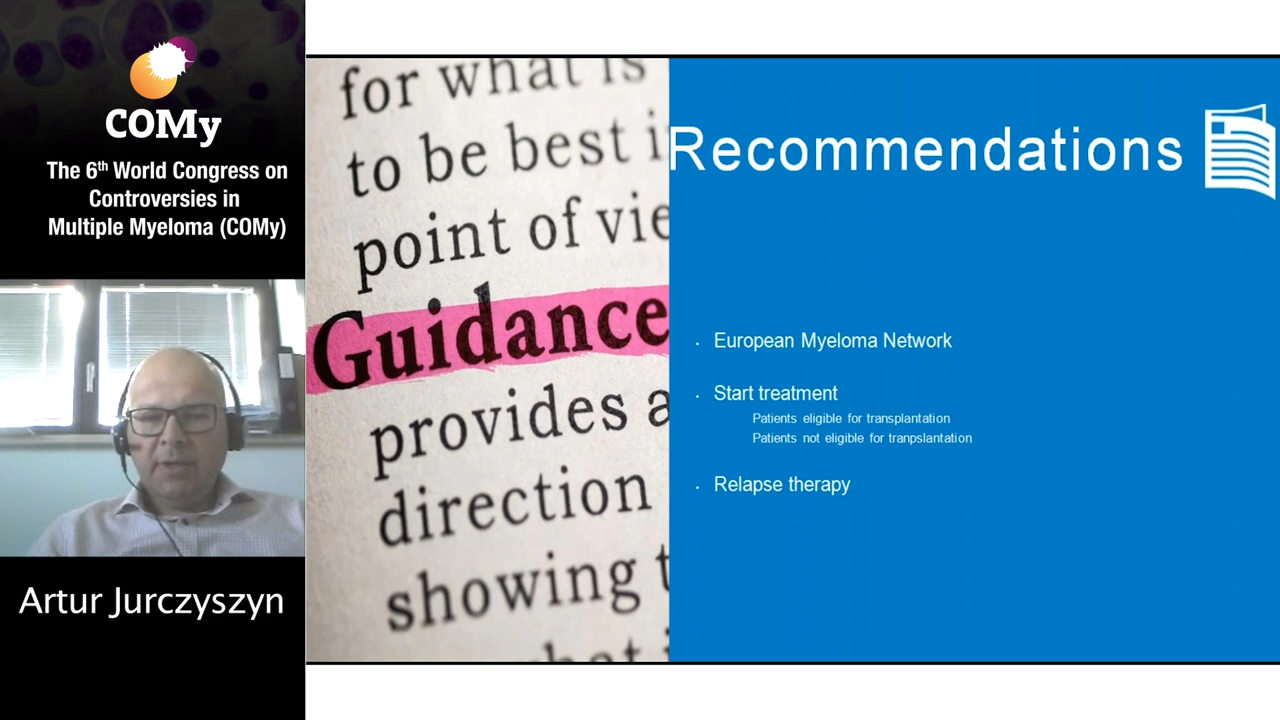 COMy
The 6th World Congress on
Controversies in
Multiple Myeloma (COMy)
Artur Jurczyszyn
for what is
to be best
point of
Guidance
provides
direction
showing
Recommendations
European Myeloma Network
Start treatment
Patients eligible for transplantation
Patients not eligible for tranpslantation
Relapse therapy